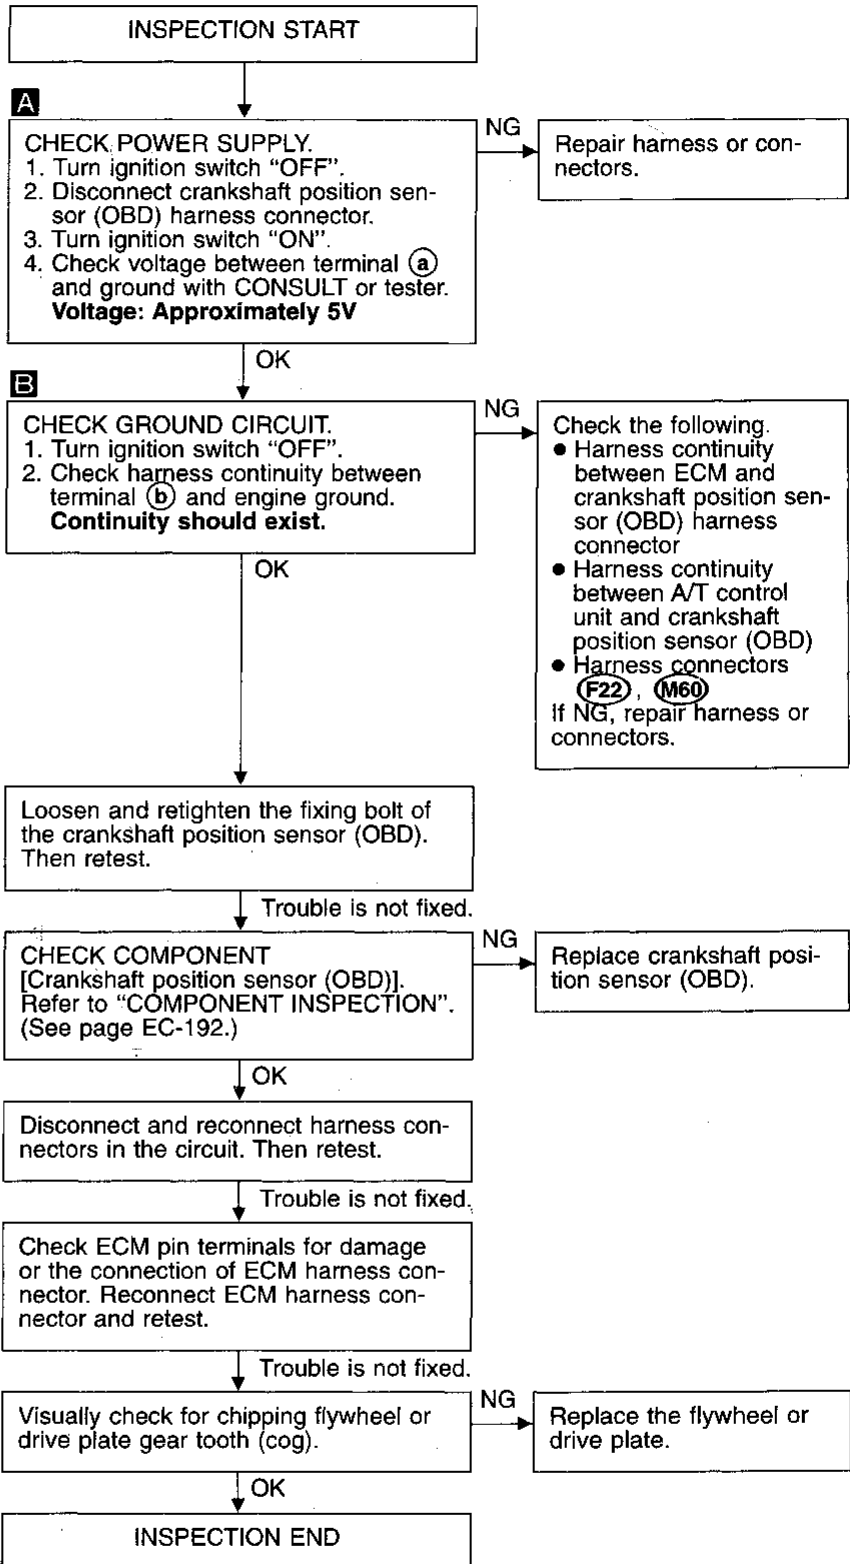 INSPECTION START
A
CHECK POWER SUPPLY.
1. Turn ignition switch “OFF”.
2. Disconnect crankshaft position sen-
sor (OBD) harness connector.
3. Turn ignition switch “ON”.
4. Check voltage between terminal (a)
and ground with CONSULT or tester.
Voltage: Approximately 5V
NG
Repair harness or con-
nectors.
OK
B
CHECK GROUND CIRCUIT.
1. Turn ignition switch “OFF”.
2. Check harness continuity between
terminal (b) and engine ground.
Continuity should exist.
NG
Check the following.
● Harness continuity
between ECM and
crankshaft position sen-
sor (OBD) harness
connector
● Harness continuity
between A/T control
unit and crankshaft
position sensor (OBD)
● Harness connectors
(F22), (M60)
If NG, repair harness or
connectors.
OK
Loosen and retighten the fixing bolt of
the crankshaft position sensor (OBD).
Then retest.
Trouble is not fixed.
CHECK COMPONENT
[Crankshaft position sensor (OBD)].
Refer to “COMPONENT INSPECTION”.
(See page EC-192.)
NG
Replace crankshaft posi-
tion sensor (OBD).
OK
Disconnect and reconnect harness con-
nectors in the circuit. Then retest.
Trouble is not fixed.
Check ECM pin terminals for damage
or the connection of ECM harness con-
nector. Reconnect ECM harness con-
nector and retest.
Trouble is not fixed.
Visually check for chipping flywheel or
drive plate gear tooth (cog).
NG
Replace the flywheel or
drive plate.
OK
INSPECTION END